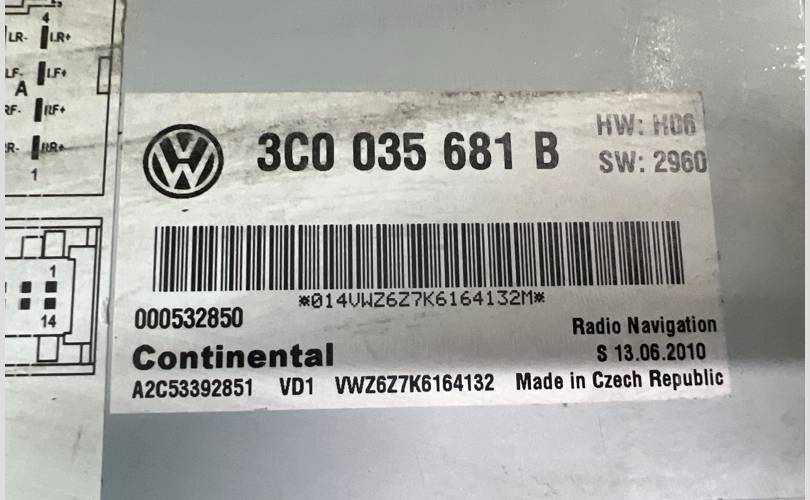 4
LR- LR+
LF- LF+
A
RF- RF+
RR+
1
1
14
3C0 035 681 B
HW: H06
SW: 2960
*014VWZ6Z7K6164132M*
000532850
Radio Navigation
Continental
S 13.06.2010
A2C53392851 VD1 VWZ6Z7K6164132 Made in Czech Republic